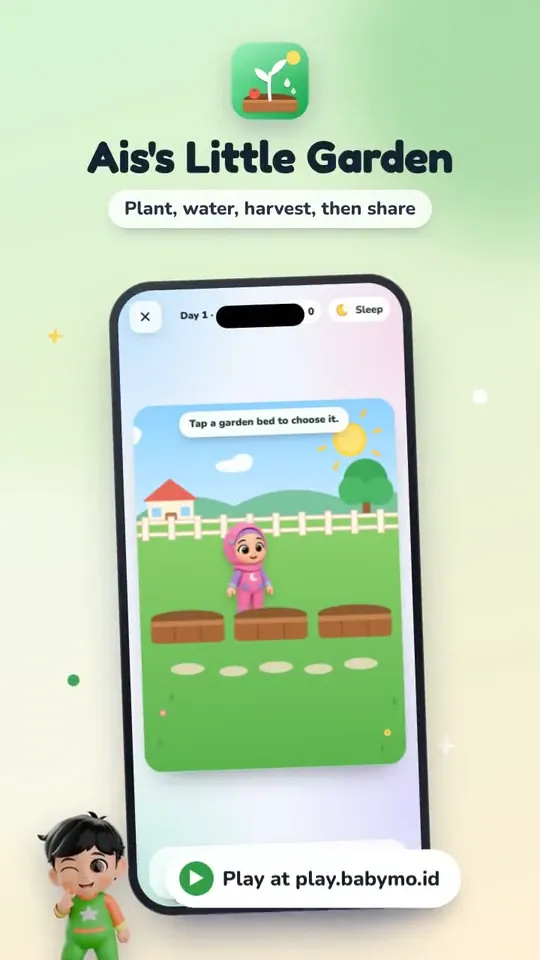 Ais's Little Garden
Plant, water, harvest, then share
× Day 1 · 0 Sleep
Tap a garden bed to choose it.
Play at play.babymo.id